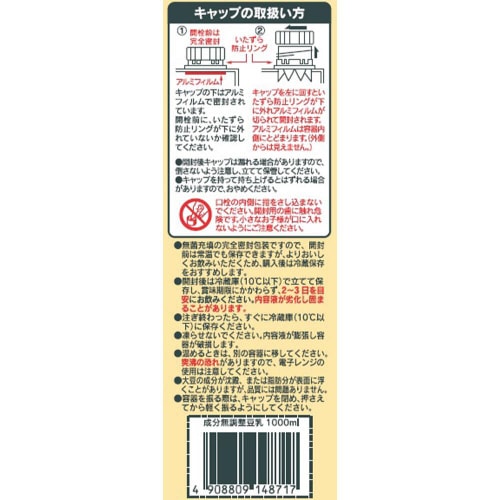 キャップの取扱い方
① 開栓前は
完全密封
アルミフィルム
キャップの下はアルミ
フィルムで密封され
ています。
開栓前に、いたずら
防止リングが下に外
れていないか確認し
てください。
② いたずら
防止リング
キャップを左に回すとい
たずら防止リングが下
に外れアルミフィルムが
切られて開封されます。
アルミフィルムは容器内
側にとどまります。(外側
からは見えません。)
●開封後キャップは漏れる場合がありますので、
倒さないよう注意し、立てて保管してください。
●キャップを持って持ち上げるとはずれる場合
がありますので、おやめください。
口栓の内側に指をさし込まない
でください。開封用の歯に触れ危
険です。小さなお子様が口に入れ
ないようにご注意ください。
●無菌充填の完全密封包装ですので、開封
前は常温でも保存できますが、よりおいし
くお飲みいただくため、購入後は冷蔵保存
をおすすめします。
●開封後は冷蔵庫(10℃以下)で立てて保
存し、賞味期限にかかわらず、2~3日を目
安にお飲みください。内容液が劣化し固ま
ることがあります。
●注ぎ終わったら、すぐに冷蔵庫(10℃以
下)に保存ください。
●凍らせないでください。内容液が膨張し容
器が破損します。
●温めるときは、別の容器に移してください。
突沸の恐れがありますので、電子レンジの
使用は注意してください。
●大豆の成分が沈澱、または脂肪分が表面に浮
くことがありますが、品質には問題ありません。
●容器を振る際は、キャップを閉め、押さえ
てから軽く振るようにしてください。
成分無調整豆乳 1000ml
4 908809 148717